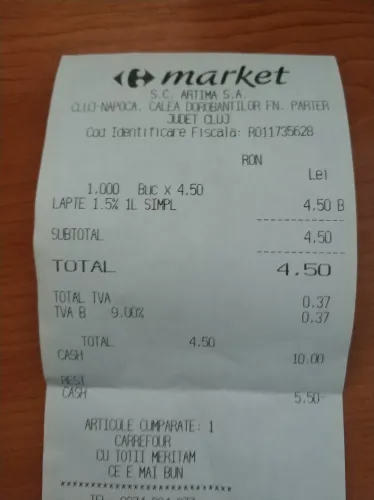 market
S.C. ARTIMA S.A.
CLUJ-NAPOCA, CALEA DOROBANTILOR FN. PARTER
JUDET CLUJ
Cod Identificare Fiscala: RO11735628
RON
Lei
1.000 Buc x 4.50
LAPTE 1.5% 1L SIMPL 4.50 B
SUBTOTAL 4.50
TOTAL 4.50
TOTAL TVA 0.37
TVA B 9.00% 0.37
TOTAL 4.50
CASH 10.00
REST
CASH 5.50-
ARTICOLE CUMPARATE: 1
CARREFOUR
CU TOTII MERITAM
CE E MAI BUN
*********************